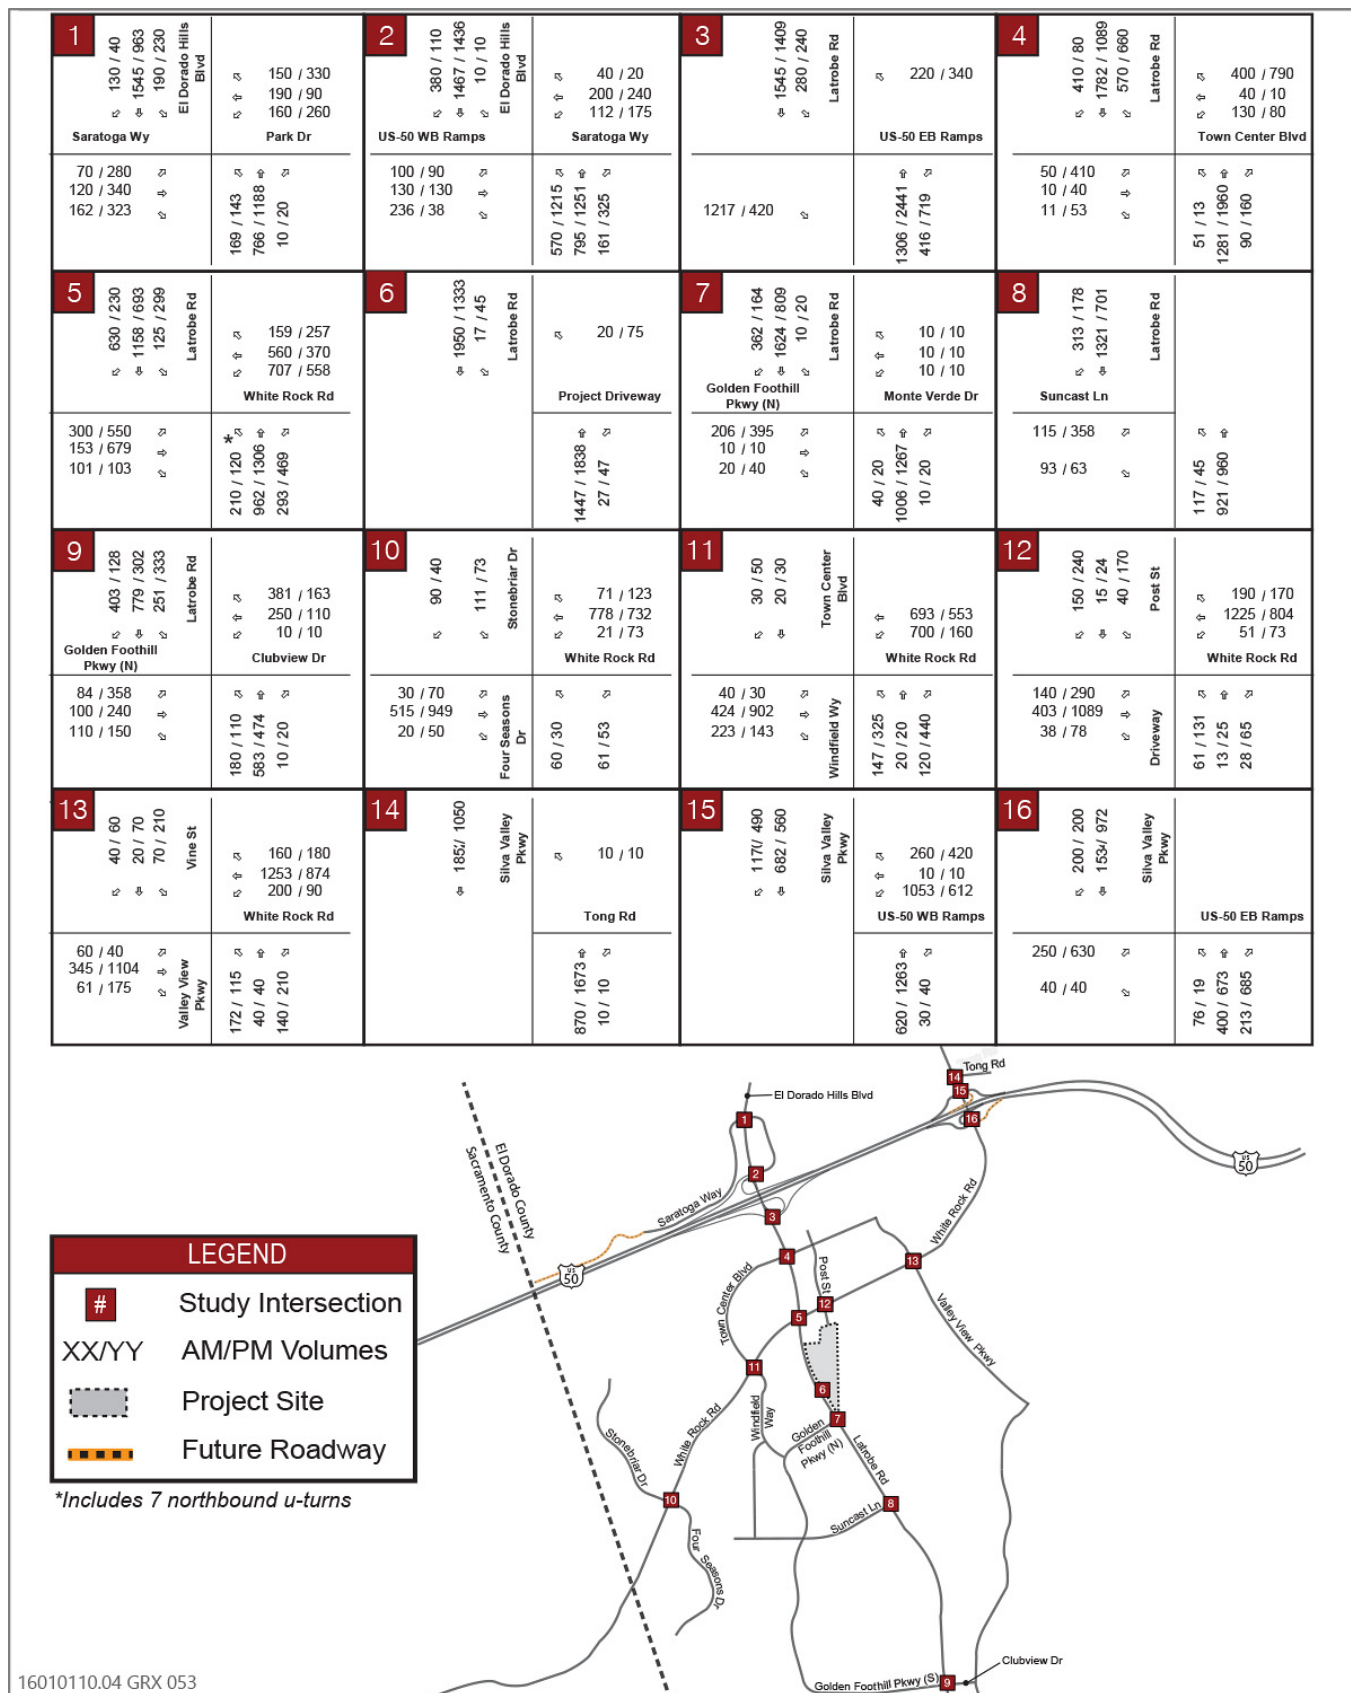 1
130 / 40
1545 / 963
190 / 230
El Dorado Hills
Blvd
150 / 330
190 / 90
160 / 260
Saratoga Wy
Park Dr
70 / 280
120 / 340
162 / 323
169 / 143
766 / 1188
10 / 20
2
380 / 110
1467 / 1436
10 / 10
El Dorado Hills
Blvd
40 / 20
200 / 240
112 / 175
US-50 WB Ramps
Saratoga Wy
100 / 90
130 / 130
236 / 38
570 / 1215
795 / 1251
161 / 325
3
1545 / 1409
280 / 240
Latrobe Rd
220 / 340
US-50 EB Ramps
1217 / 420
1306 / 2441
416 / 719
4
410 / 80
1782 / 1089
570 / 660
Latrobe Rd
400 / 790
40 / 10
130 / 80
Town Center Blvd
50 / 410
10 / 40
11 / 53
51 / 13
1281 / 1960
90 / 160
5
630 / 230
1158 / 693
125 / 299
Latrobe Rd
159 / 257
560 / 370
707 / 558
White Rock Rd
300 / 550
153 / 679
101 / 103
*
210 / 120
962 / 1306
293 / 469
6
1950 / 1333
17 / 45
Latrobe Rd
20 / 75
Project Driveway
1447 / 1838
27 / 47
7
362 / 164
1624 / 809
10 / 20
Latrobe Rd
10 / 10
10 / 10
10 / 10
Golden Foothill
Pkwy (N)
Monte Verde Dr
206 / 395
10 / 10
20 / 40
40 / 20
1006 / 1267
10 / 20
8
313 / 178
1321 / 701
Latrobe Rd
Suncast Ln
115 / 358
93 / 63
117 / 45
921 / 960
9
403 / 128
779 / 302
251 / 333
Latrobe Rd
381 / 163
250 / 110
10 / 10
Golden Foothill
Pkwy (N)
Clubview Dr
84 / 358
100 / 240
110 / 150
180 / 110
583 / 474
10 / 20
10
90 / 40
111 / 73
Stonebriar Dr
71 / 123
778 / 732
21 / 73
White Rock Rd
30 / 70
515 / 949
20 / 50
Four Seasons
Dr
60 / 30
61 / 53
11
30 / 50
20 / 30
Town Center
Blvd
693 / 553
700 / 160
White Rock Rd
40 / 30
424 / 902
223 / 143
Windfield Wy
147 / 325
20 / 20
120 / 440
12
150 / 240
15 / 24
40 / 170
Post St
190 / 170
1225 / 804
51 / 73
White Rock Rd
140 / 290
403 / 1089
38 / 78
Driveway
61 / 131
13 / 25
28 / 65
13
40 / 60
20 / 70
70 / 210
Vine St
160 / 180
1253 / 874
200 / 90
White Rock Rd
60 / 40
345 / 1104
61 / 175
Valley View
Pkwy
172 / 115
40 / 40
140 / 210
14
/ 1050
Silva Valley
Pkwy
10 / 10
Tong Rd
870 / 1673
10 / 10
15
/ 490
682 / 560
Silva Valley
Pkwy
260 / 420
10 / 10
1053 / 612
US-50 WB Ramps
620 / 1263
30 / 40
16
200 / 200
/ 972
Silva Valley
Pkwy
US-50 EB Ramps
250 / 630
40 / 40
76 / 19
400 / 673
213 / 685
Tong Rd
14
15
16
El Dorado Hills Blvd
1
El Dorado County
Sacramento County
US
50
2
Saratoga Way
3
White Rock Rd
US
50
4
13
Town Center Blvd
Post St
12
5
Valley View Pkwy
11
6
7
Windfield
Way
Golden
Foothill
Pkwy (N)
Latrobe Rd
White Rock Rd
Stonebriar Dr
10
8
Suncast Ln
Four Seasons Dr
Clubview Dr
Golden Foothill Pkwy (S)
9
LEGEND
# Study Intersection
XX/YY AM/PM Volumes
Project Site
Future Roadway
*Includes 7 northbound u-turns
16010110.04 GRX 053